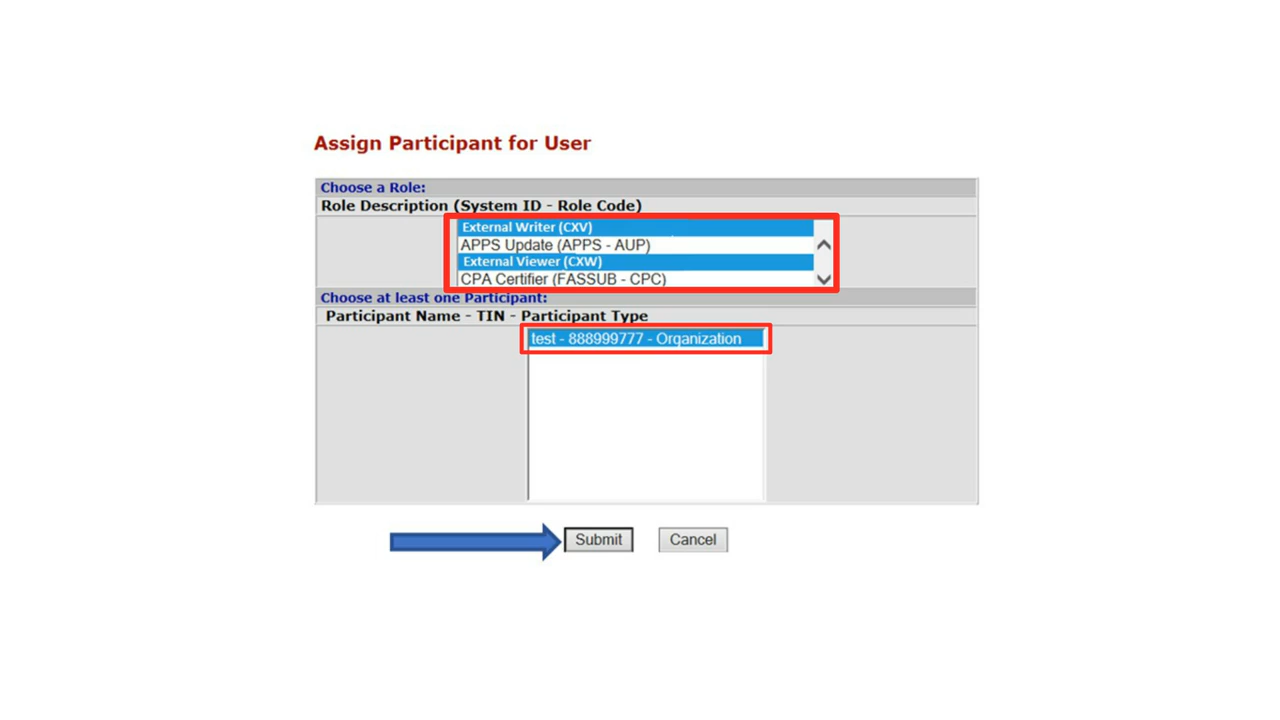 Assign Participant for User
Choose a Role:
Role Description (System ID - Role Code)
External Writer (CXV)
APPS Update (APPS - AUP)
External Viewer (CXW)
CPA Certifier (FASSUB - CPC)
Choose at least one Participant:
Participant Name - TIN - Participant Type
test - 888999777 - Organization
Submit Cancel